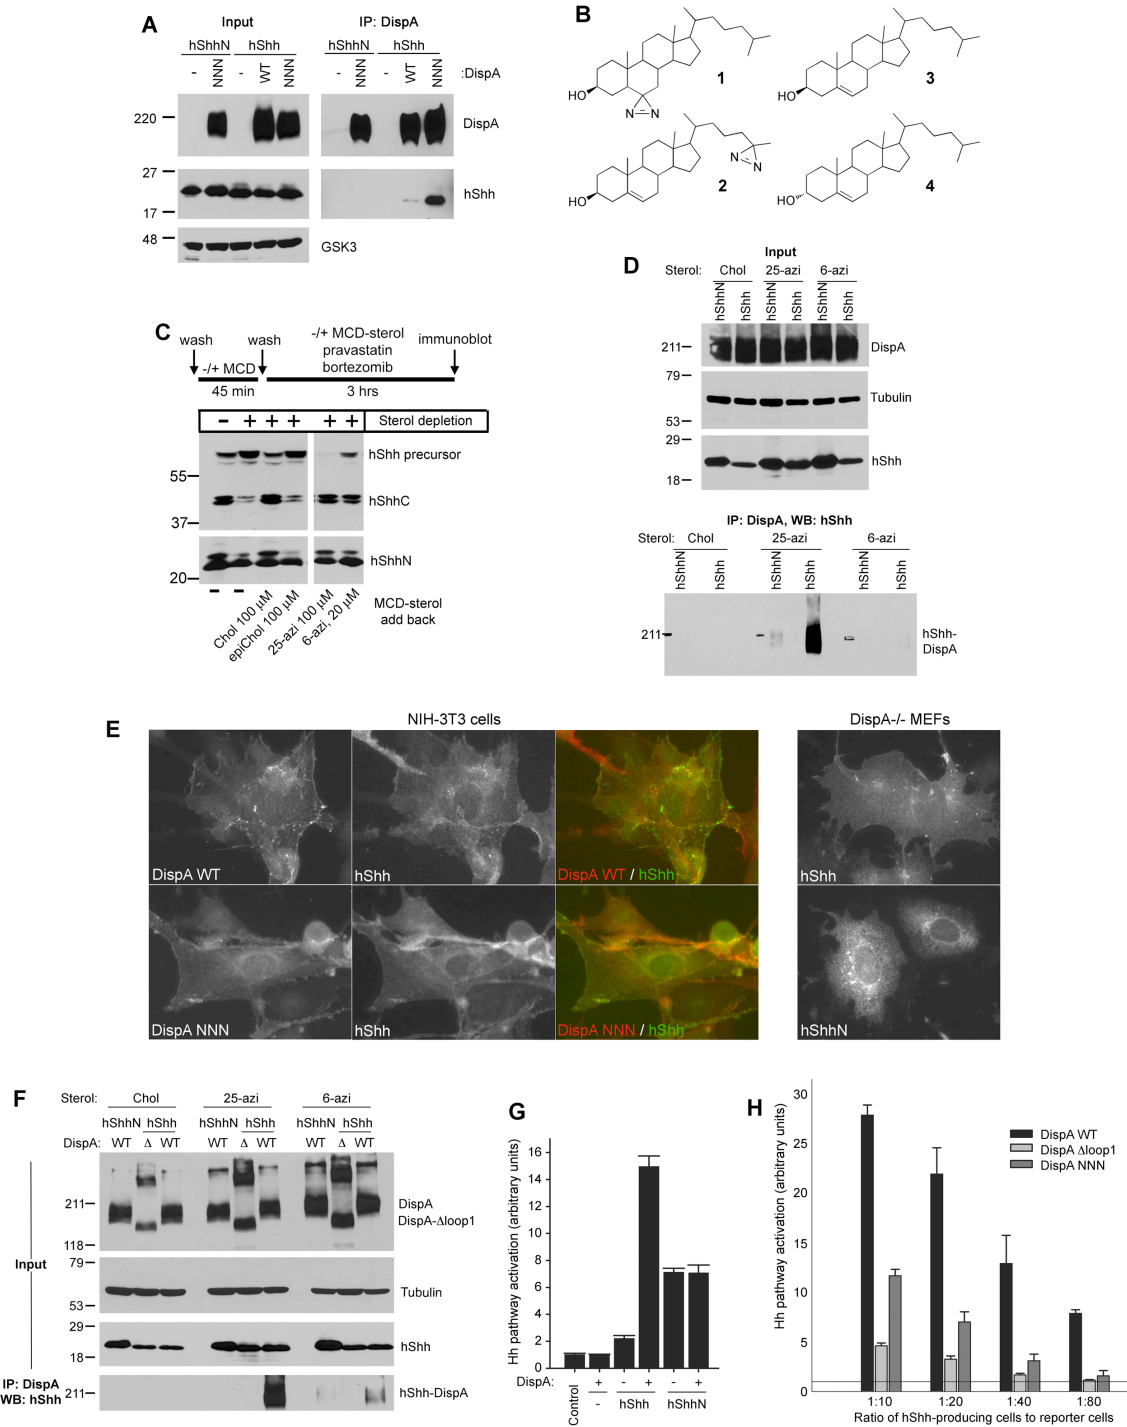 A
Input
IP: DispA
hShhN
hShh
hShhN
hShh
- NNN - WT NNN
- NNN - WT NNN
:DispA
220
DispA
27
hShh
17
48
GSK3
B
HO
N = N
1
HO
3
HO
N = N
2
HO
4
C
wash
wash
-/+ MCD-sterol
pravastatin
bortezomib
immunoblot
-/+ MCD
45 min
3 hrs
- + + + + + Sterol depletion
hShh precursor
55
hShhC
37
hShhN
20
- -
Chol 100 µM
epiChol 100 µM
25-azi 100 µM
6-azi, 20 µM
MCD-sterol
add back
D
Input
Sterol: Chol 25-azi 6-azi
hShhN hShh hShhN hShh hShhN hShh
211
DispA
79
Tubulin
53
29
hShh
18
IP: DispA, WB: hShh
Sterol: Chol 25-azi 6-azi
hShhN hShh hShhN hShh hShhN hShh
211
hShh-
DispA
E
NIH-3T3 cells
DispA-/- MEFs
DispA WT
hShh
DispA WT / hShh
hShh
DispA NNN
hShh
DispA NNN / hShh
hShhN
F
Sterol: Chol 25-azi 6-azi
hShhN hShh hShhN hShh hShhN hShh
DispA: WT Δ WT WT Δ WT WT Δ WT
211
DispA
DispA-Δloop1
118
Input
79
Tubulin
53
29
hShh
18
IP: DispA
WB: hShh
211
hShh-DispA
G
Hh pathway activation (arbitrary units)
16
14
12
10
8
6
4
2
0
DispA: + - + - +
Control
-
hShh
hShhN
H
Hh pathway activation (arbitrary units)
30
25
20
15
10
5
0
DispA WT
DispA Δloop1
DispA NNN
1:10 1:20 1:40 1:80
Ratio of hShh-producing cells to reporter cells